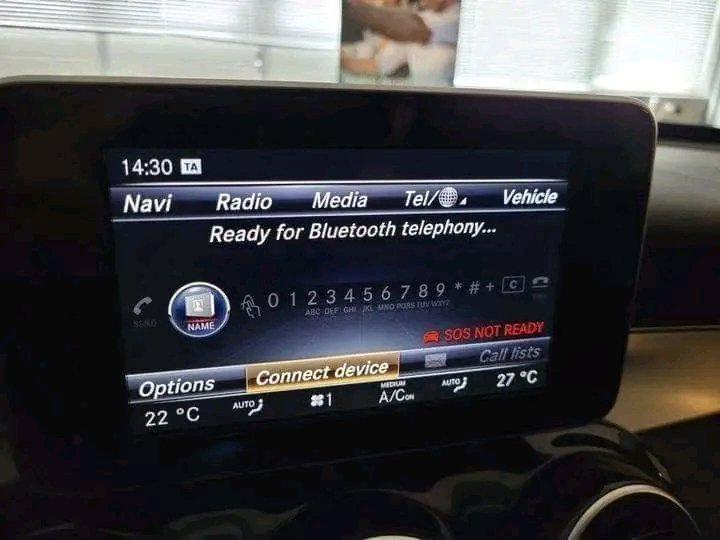 14:30 TA
Navi Radio Media Tel/ Vehicle
Ready for Bluetooth telephony...
0 1 2 3 4 5 6 7 8 9 * # + C
ABC DEF GHI JKL MNO PQRS TUV WXYZ
SEND NAME
SOS NOT READY
Options Connect device Call lists
22 °C AUTO 1 MEDIUM A/C ON AUTO 27 °C